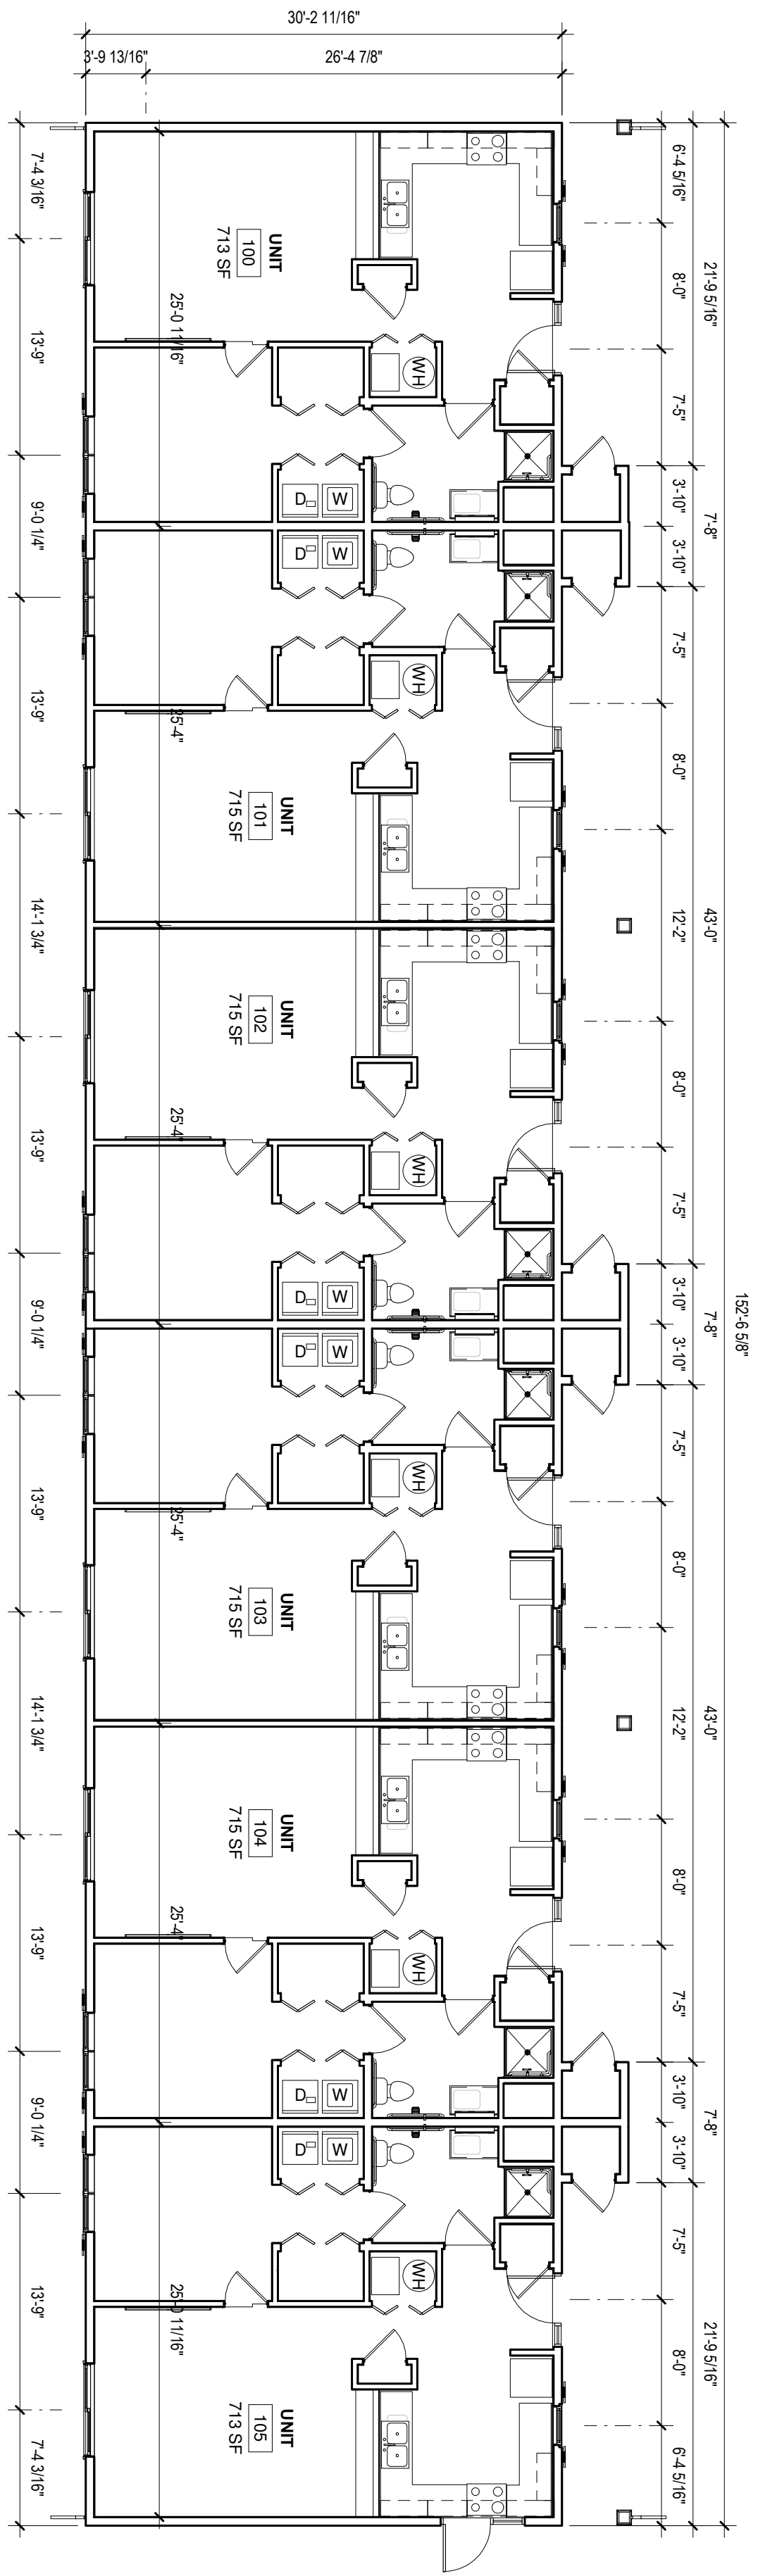 30'-2 11/16"
3'-9 13/16"
26'-4 7/8"
152'-6 5/8"
21'-9 5/16"
7'-8"
43'-0"
7'-8"
43'-0"
7'-8"
21'-9 5/16"
6'-4 5/16"
8'-0"
7'-5"
3'-10"
3'-10"
7'-5"
8'-0"
12'-2"
8'-0"
7'-5"
3'-10"
3'-10"
7'-5"
8'-0"
12'-2"
8'-0"
7'-5"
3'-10"
3'-10"
7'-5"
8'-0"
6'-4 5/16"
UNIT
100
713 SF
WH
W
D
25'-0 11/16"
W
D
WH
UNIT
101
715 SF
25'-4"
UNIT
102
715 SF
WH
W
D
25'-4"
W
D
WH
UNIT
103
715 SF
25'-4"
UNIT
104
715 SF
WH
W
D
25'-4"
W
D
WH
UNIT
105
713 SF
25'-0 11/16"
7'-4 3/16"
13'-9"
9'-0 1/4"
13'-9"
14'-1 3/4"
13'-9"
9'-0 1/4"
13'-9"
14'-1 3/4"
13'-9"
9'-0 1/4"
13'-9"
7'-4 3/16"